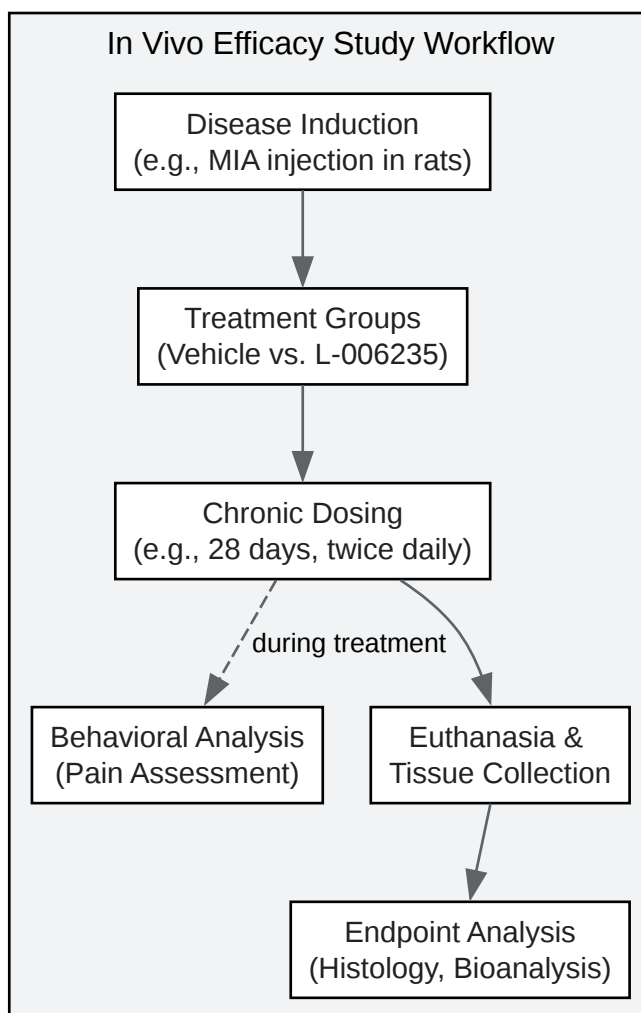 In Vivo Efficacy Study Workflow
Disease Induction
(e.g., MIA injection in rats)
Treatment Groups
(Vehicle vs. L-006235)
Chronic Dosing
(e.g., 28 days, twice daily)
during treatment
Behavioral Analysis
(Pain Assessment)
Euthanasia &
Tissue Collection
Endpoint Analysis
(Histology, Bioanalysis)